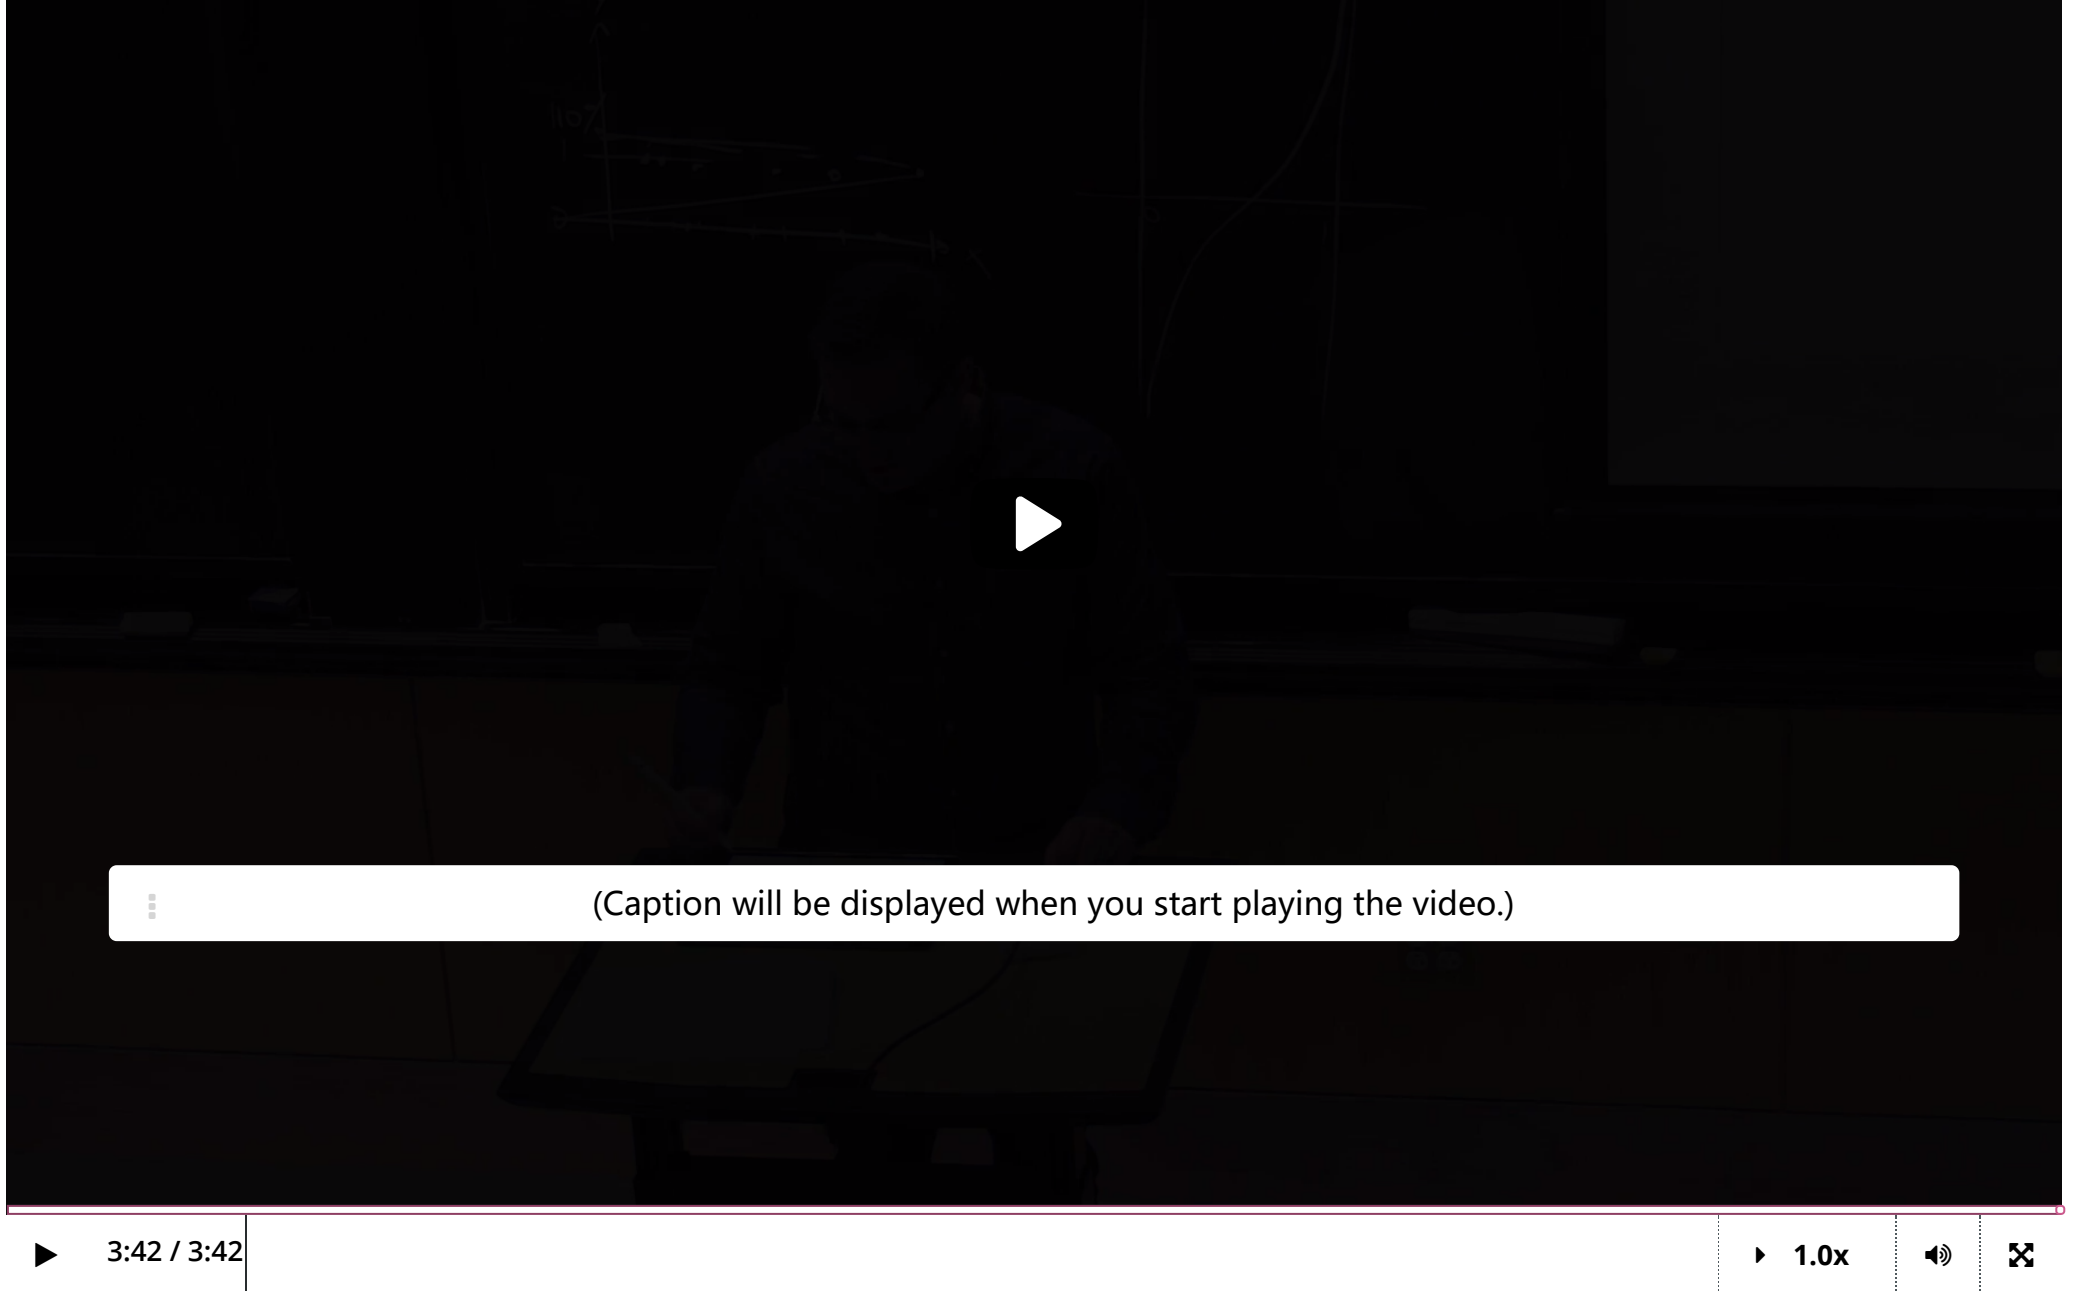 (Caption will be displayed when you start playing the video.)
3:42 / 3:42
1.0x